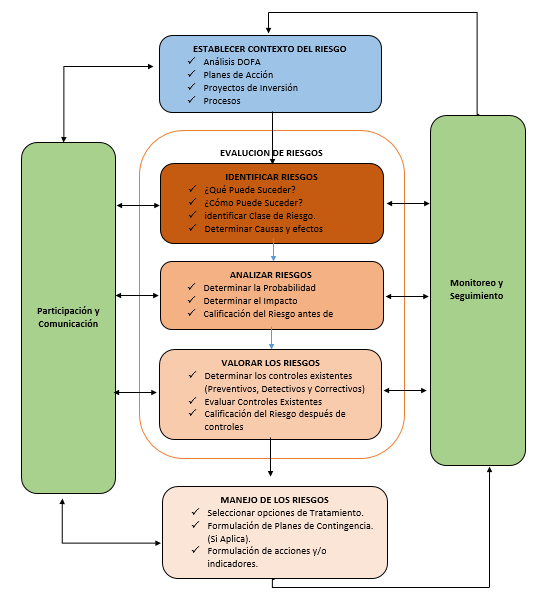 ESTABLECER CONTEXTO DEL RIESGO
✓ Análisis DOFA
✓ Planes de Acción
✓ Proyectos de Inversión
✓ Procesos
EVALUCION DE RIESGOS
IDENTIFICAR RIESGOS
✓ ¿Qué Puede Suceder?
✓ ¿Cómo Puede Suceder?
✓ identificar Clase de Riesgo.
✓ Determinar Causas y efectos
ANALIZAR RIESGOS
✓ Determinar la Probabilidad
✓ Determinar el Impacto
✓ Calificación del Riesgo antes de
Participación y
Comunicación
Monitoreo y
Seguimiento
VALORAR LOS RIESGOS
✓ Determinar los controles existentes
(Preventivos, Detectivos y Correctivos)
✓ Evaluar Controles Existentes
✓ Calificación del Riesgo después de
controles
MANEJO DE LOS RIESGOS
✓ Seleccionar opciones de Tratamiento.
✓ Formulación de Planes de Contingencia.
(Si Aplica).
✓ Formulación de acciones y/o
indicadores.